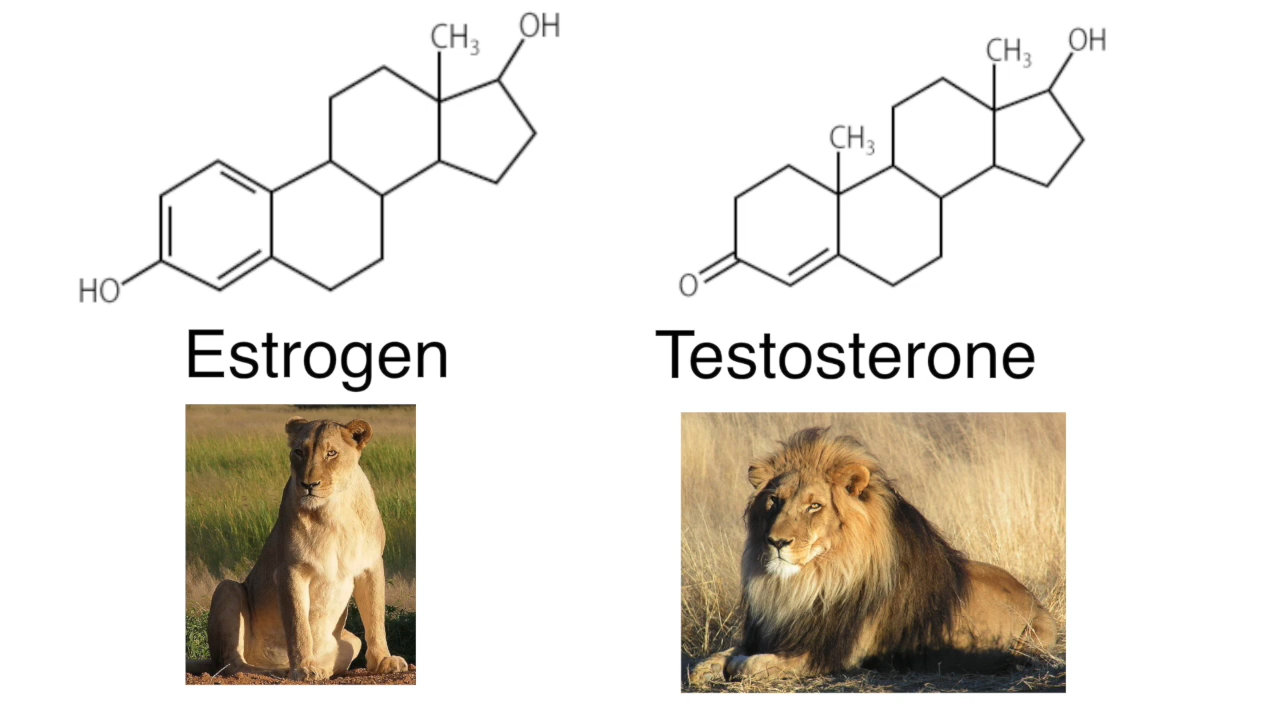 OH
CH₃
HO
Estrogen
OH
CH₃
CH₃
O
Testosterone